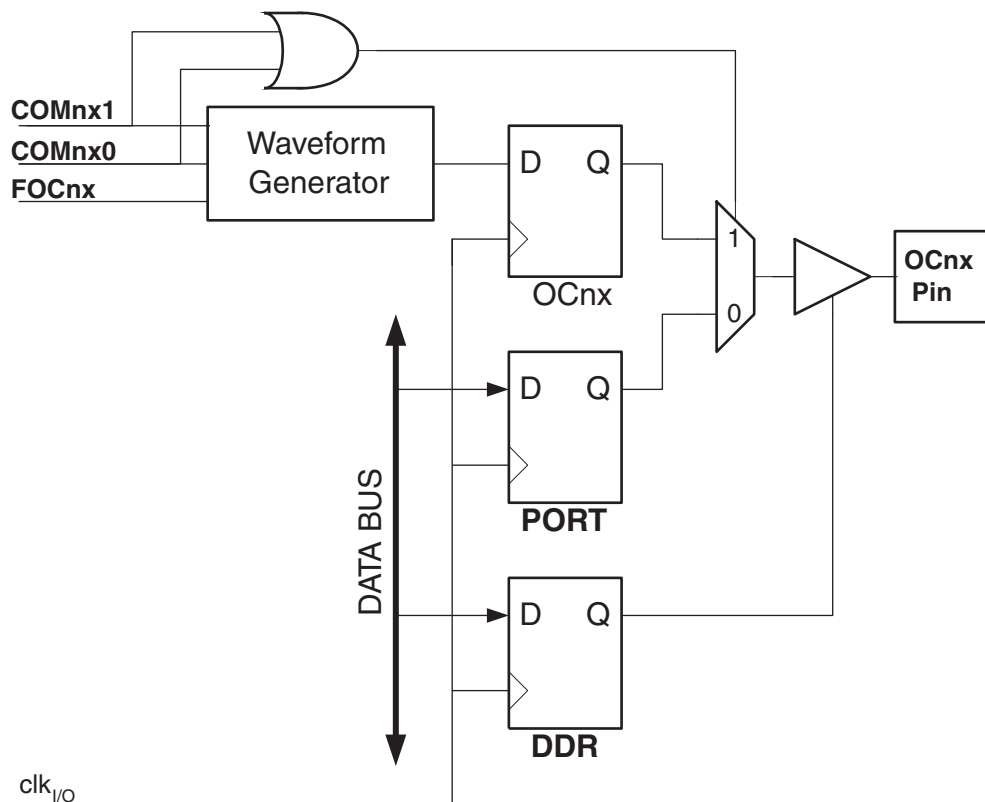 COMnx1
COMnx0
FOCnx
Waveform
Generator
D Q
OCnx
1
0
OCnx
Pin
D Q
PORT
DATA BUS
D Q
DDR
clkI/O